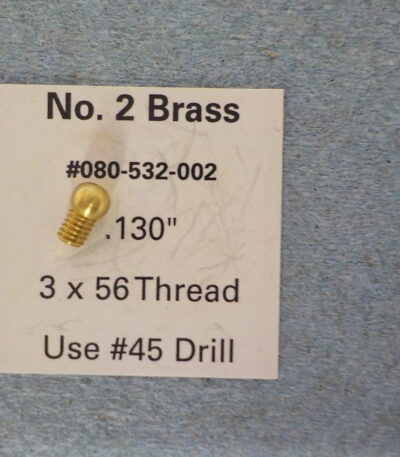 No. 2 Brass
#080-532-002
.130"
3 x 56 Thread
Use #45 Drill